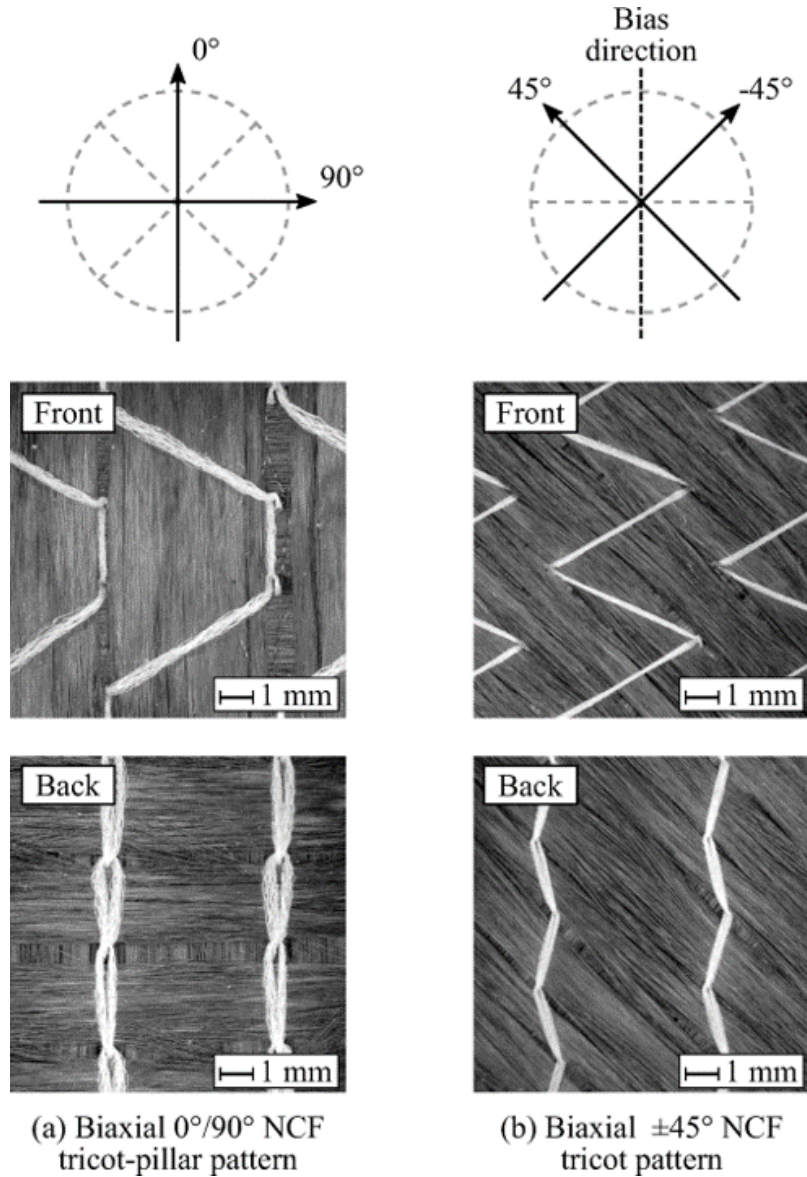 0°
90°
Bias
direction
45°
-45°
Front
1 mm
Front
1 mm
Back
1 mm
Back
1 mm
(a) Biaxial 0°/90° NCF
tricot-pillar pattern
(b) Biaxial ±45° NCF
tricot pattern